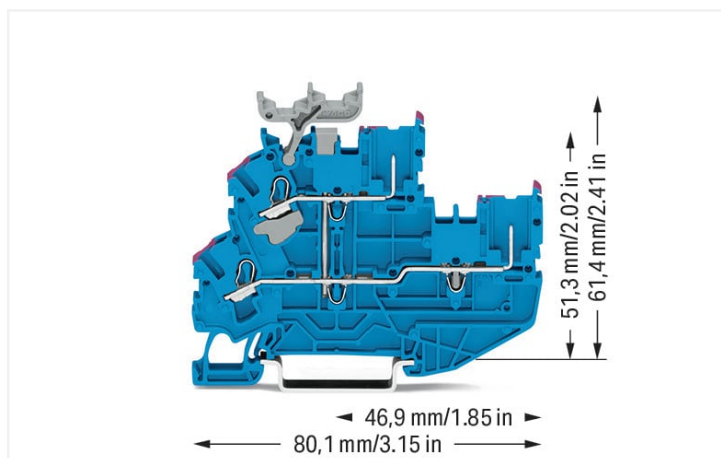 WAGO
51,3 mm/2.02 in
61,4 mm/2.41 in
46,9 mm/1.85 in
80,1 mm/3.15 in